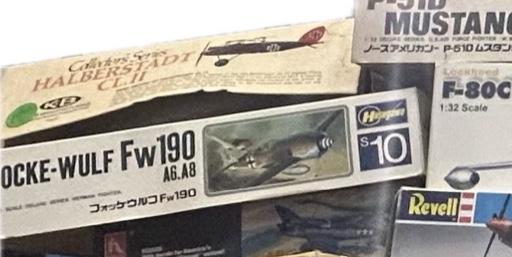 P-51D
MUSTANG
ノースアメリカン P-51D ムスタン
Collectors Series
HALBERSTADT
CL.II
Lockheed
F-80C
1:32 Scale
OCKE-WULF Fw190
A6.A8
フォッケウルフ Fw190
Hasegawa
S 10
Revell